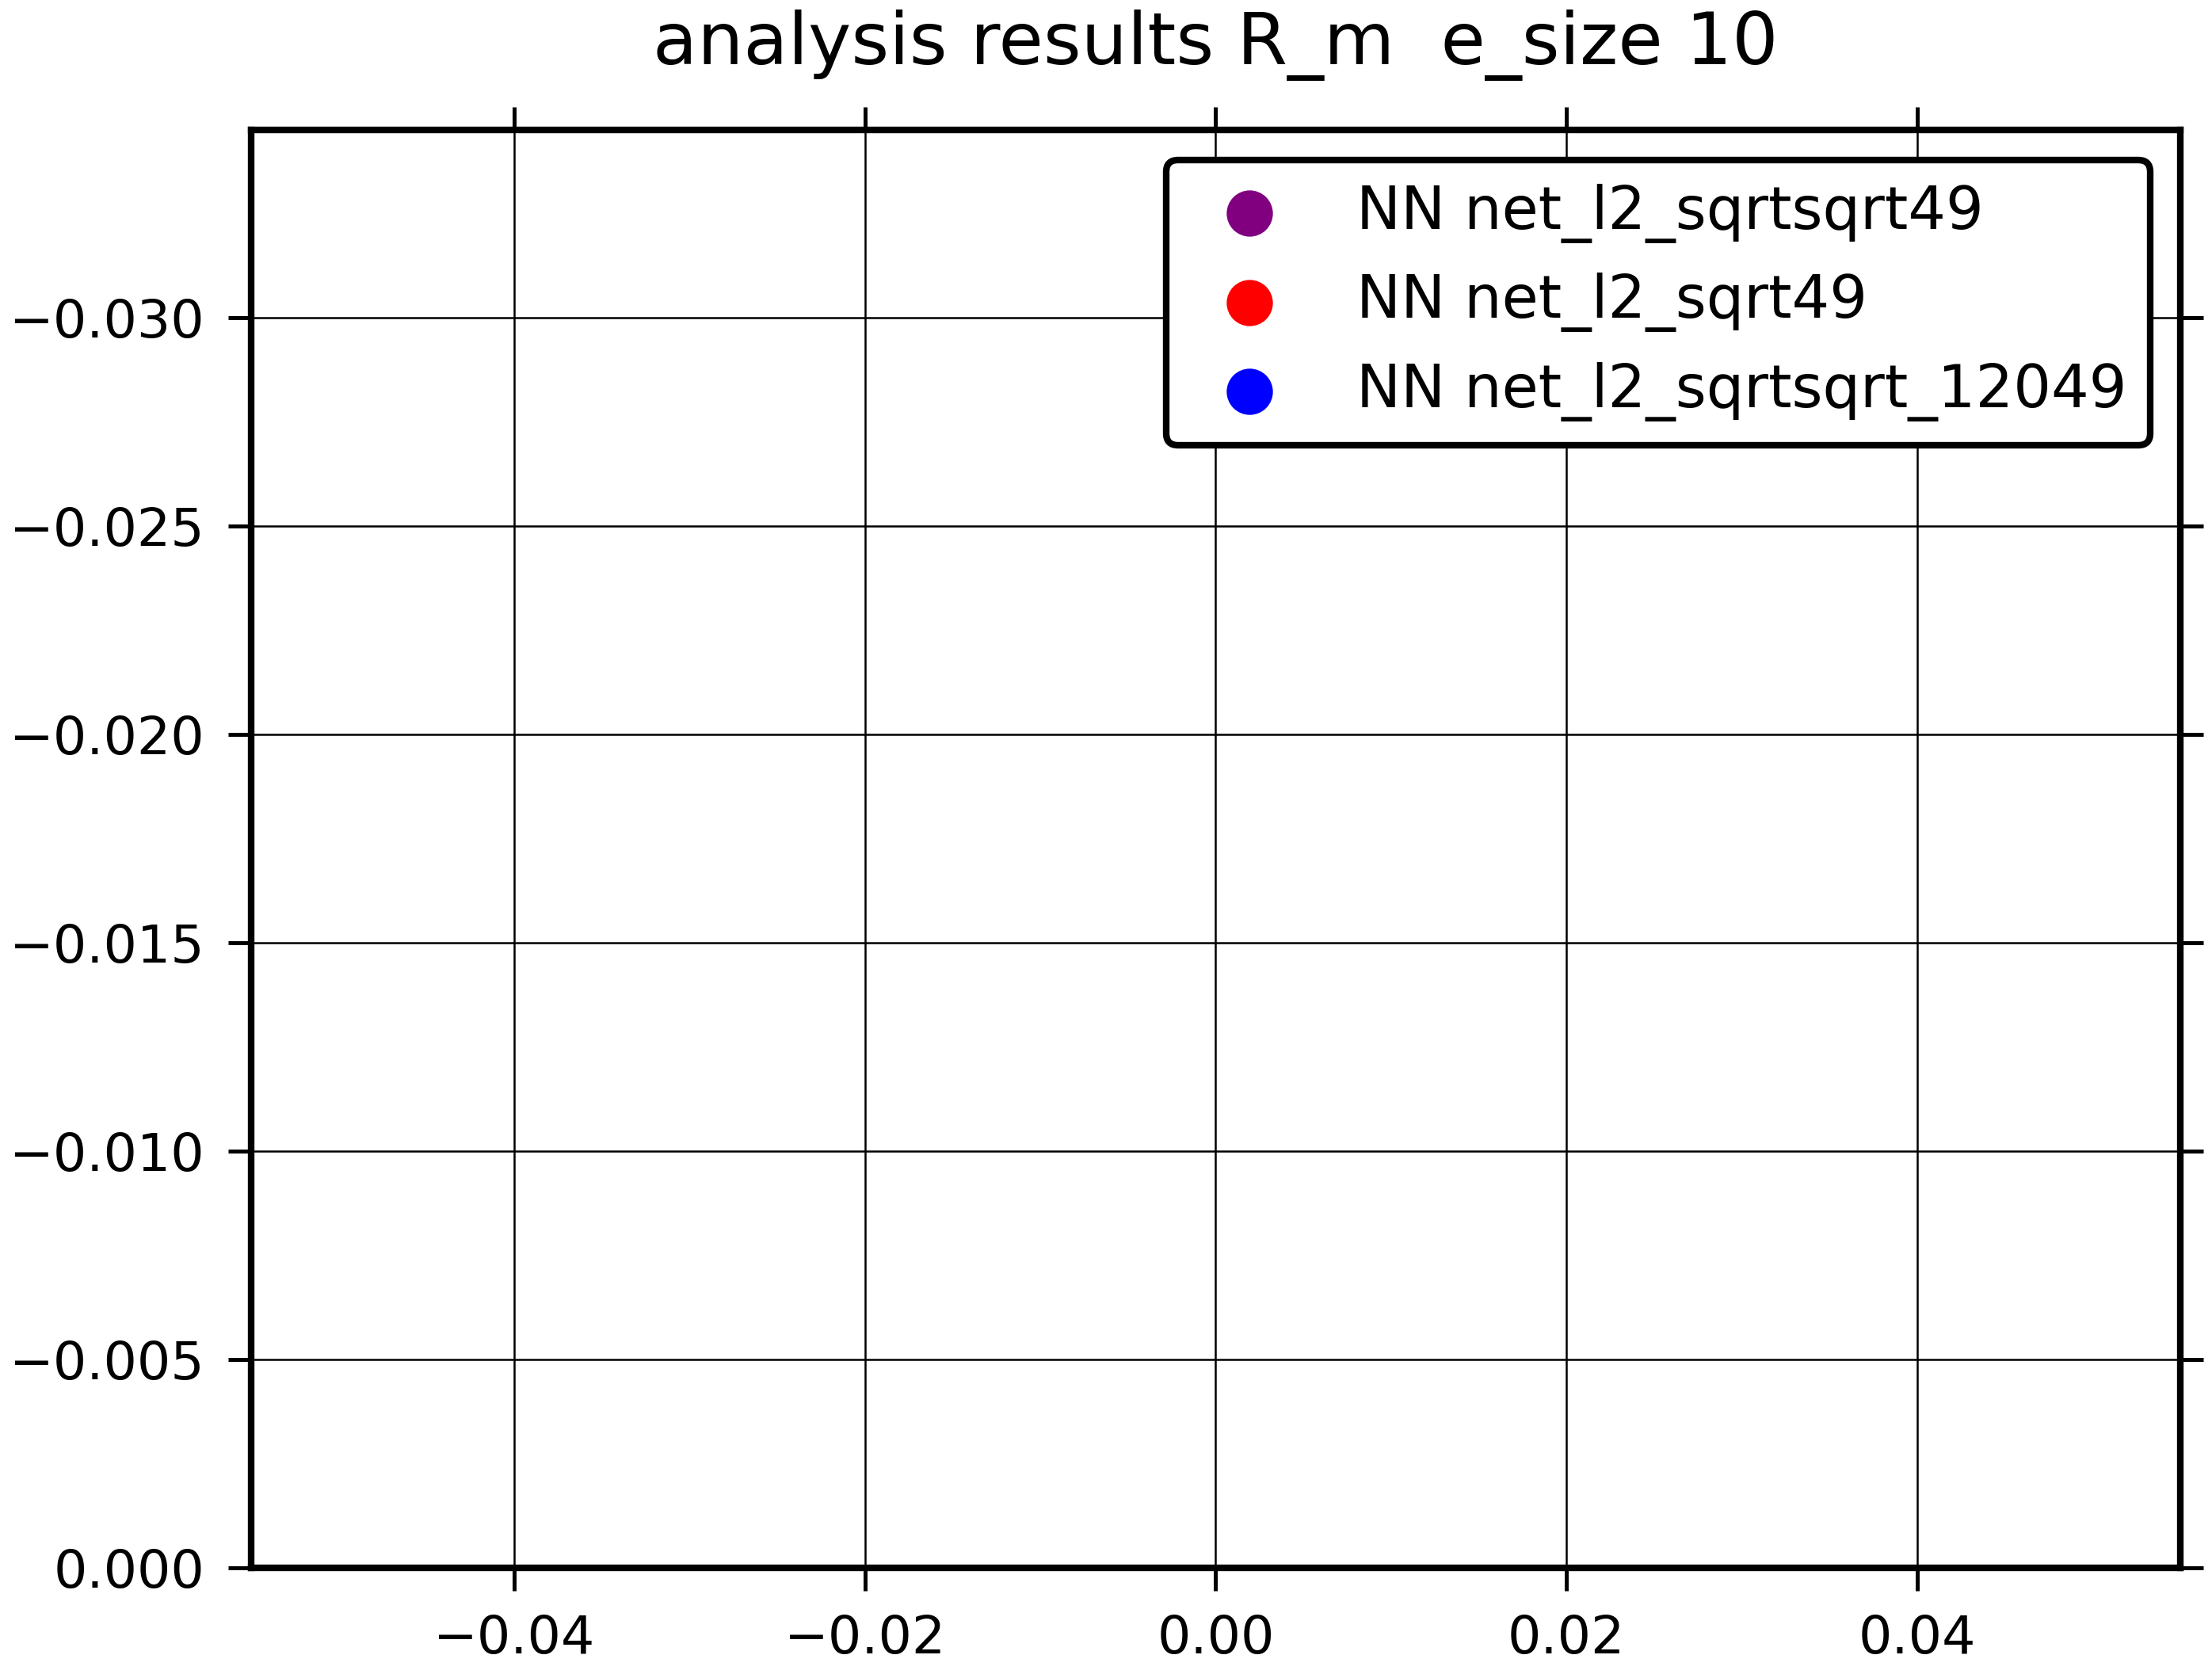 analysis results R_m  e_size 10
NN net_l2_sqrtsqrt49
NN net_l2_sqrt49
NN net_l2_sqrtsqrt_12049
−0.030
−0.025
−0.020
−0.015
−0.010
−0.005
0.000
−0.04 −0.02 0.00 0.02 0.04